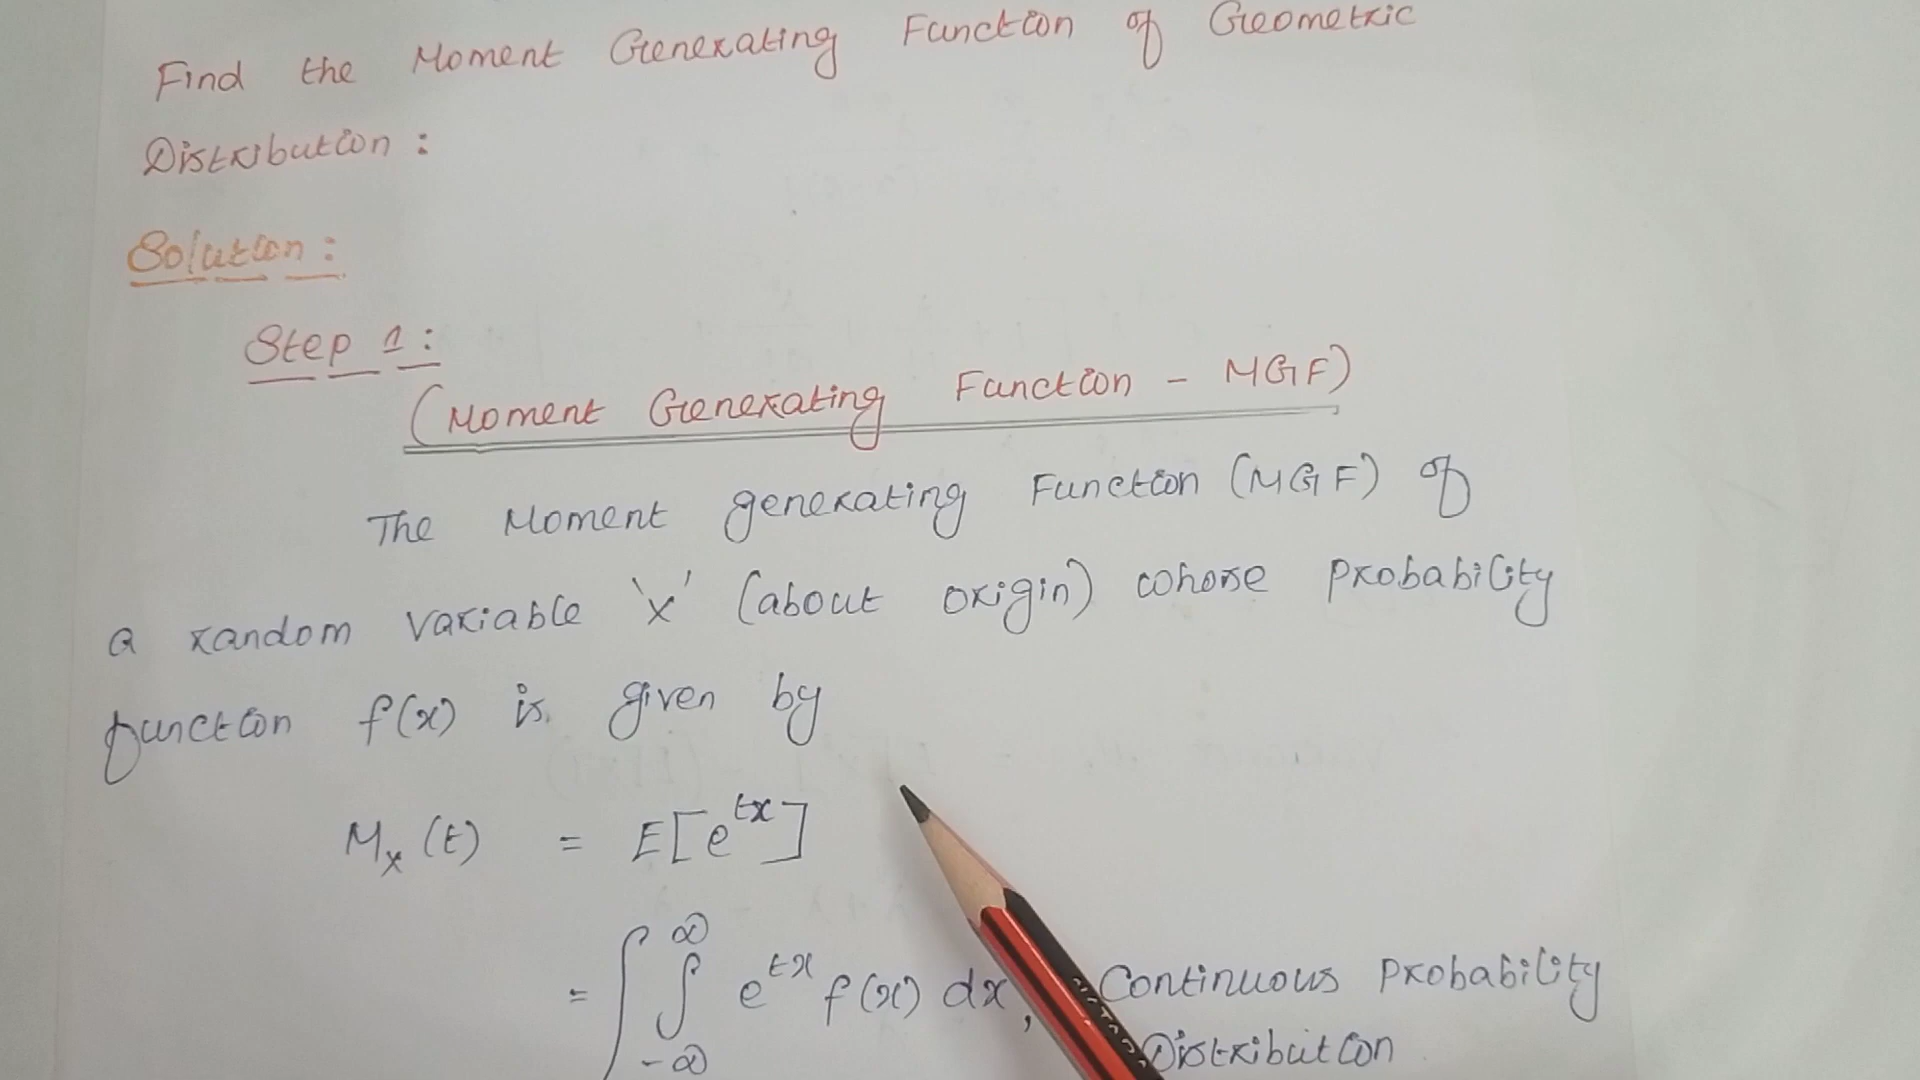 Find the Moment Generating Function of Geometric
Distribution :
Solution :
Step 1 :
(Moment Generating Function - MGF)
The Moment generating Function (MGF) of
a random variable 'x' (about origin) whose probability
function f(x) is given by
Mx(t) = E[e^tx]
= ∫ -∞ ∞ e^tx f(x) dx, Continuous probability
Distribution